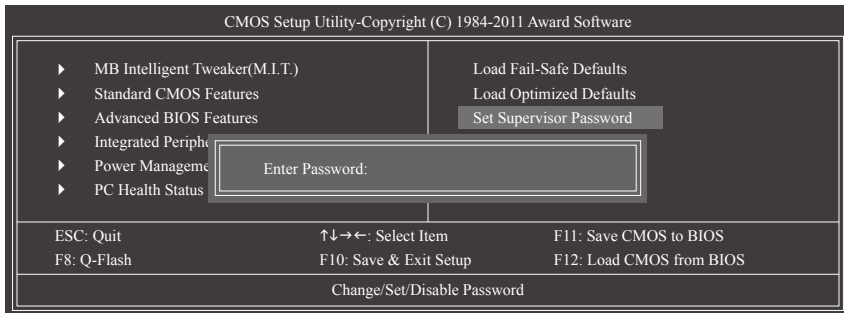 CMOS Setup Utility-Copyright (C) 1984-2011 Award Software
MB Intelligent Tweaker(M.I.T.)
Standard CMOS Features
Advanced BIOS Features
Integrated Periphe
Power Manageme
PC Health Status
Load Fail-Safe Defaults
Load Optimized Defaults
Set Supervisor Password
Enter Password:
ESC: Quit
↑↓→←: Select Item
F11: Save CMOS to BIOS
F8: Q-Flash
F10: Save & Exit Setup
F12: Load CMOS from BIOS
Change/Set/Disable Password